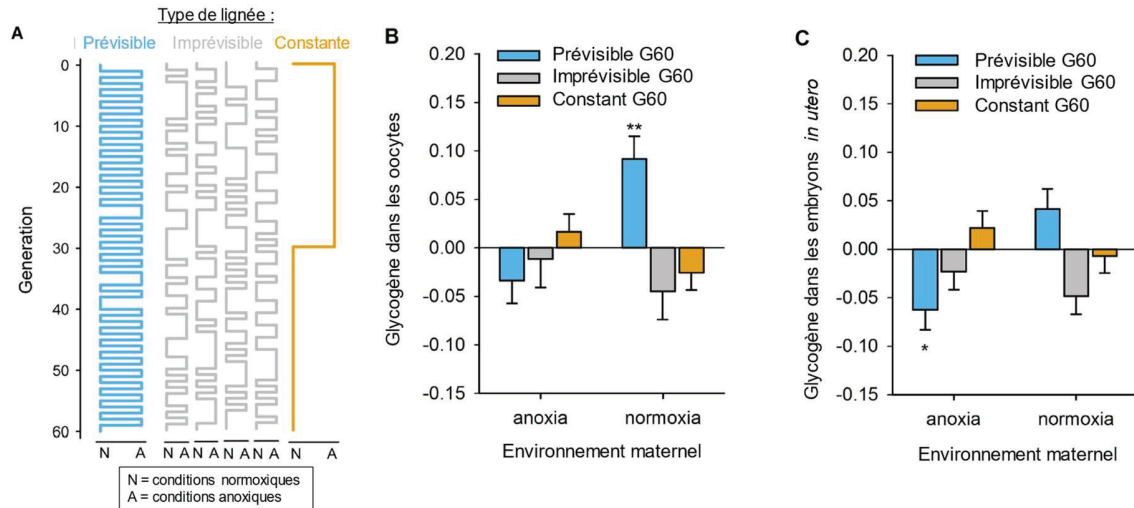 Type de lignée :
A
Prévisible Imprévisible Constante
Generation
0
10
20
30
40
50
60
N A N A N A N A N A N A
N = conditions normoxiques
A = conditions anoxiques
B
Prévisible G60
Imprévisible G60
Constant G60
Glycogène dans les oocytes
0.20
0.15
0.10
0.05
0.00
-0.05
-0.10
-0.15
**
anoxia normoxia
Environnement maternel
C
Prévisible G60
Imprévisible G60
Constant G60
Glycogène dans les embryons in utero
0.20
0.15
0.10
0.05
0.00
-0.05
-0.10
-0.15
*
anoxia normoxia
Environnement maternel